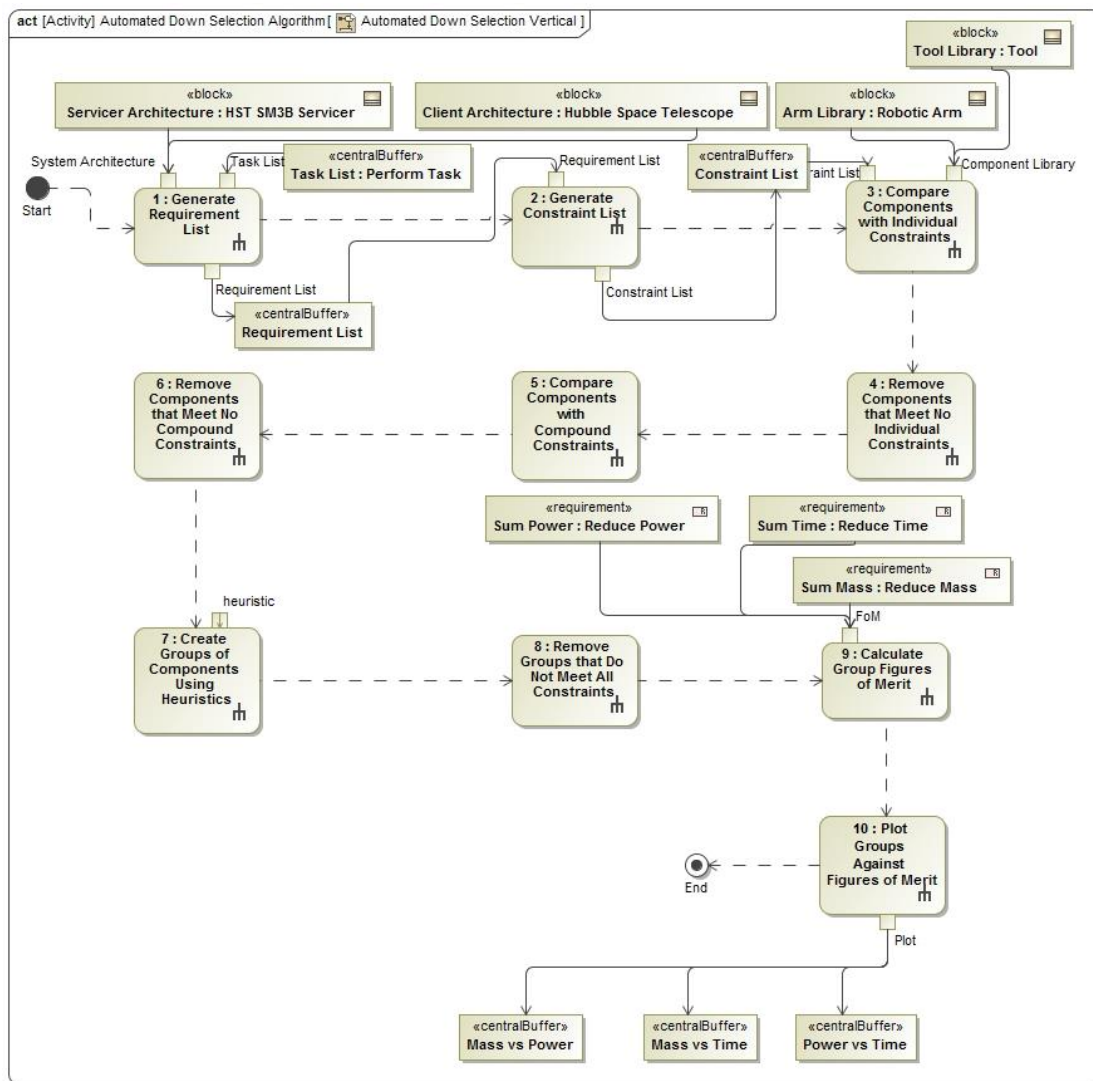 act [Activity] Automated Down Selection Algorithm[ Automated Down Selection Vertical ]
«block»
Tool Library : Tool
«block»
Servicer Architecture : HST SM3B Servicer
«block»
Client Architecture : Hubble Space Telescope
«block»
Arm Library : Robotic Arm
System Architecture
Task List
«centralBuffer»
Task List : Perform Task
Requirement List
«centralBuffer»
Constraint List
raint List
Component Library
Start
1 : Generate
Requirement
List
2 : Generate
Constraint List
3 : Compare
Components
with Individual
Constraints
Requirement List
Constraint List
«centralBuffer»
Requirement List
6 : Remove
Components
that Meet No
Compound
Constraints
5 : Compare
Components
with
Compound
Constraints
4 : Remove
Components
that Meet No
Individual
Constraints
«requirement»
Sum Power : Reduce Power
«requirement»
Sum Time : Reduce Time
«requirement»
Sum Mass : Reduce Mass
heuristic
FoM
7 : Create
Groups of
Components
Using
Heuristics
8 : Remove
Groups that Do
Not Meet All
Constraints
9 : Calculate
Group Figures
of Merit
10 : Plot
Groups
Against
Figures of Merit
End
Plot
«centralBuffer»
Mass vs Power
«centralBuffer»
Mass vs Time
«centralBuffer»
Power vs Time